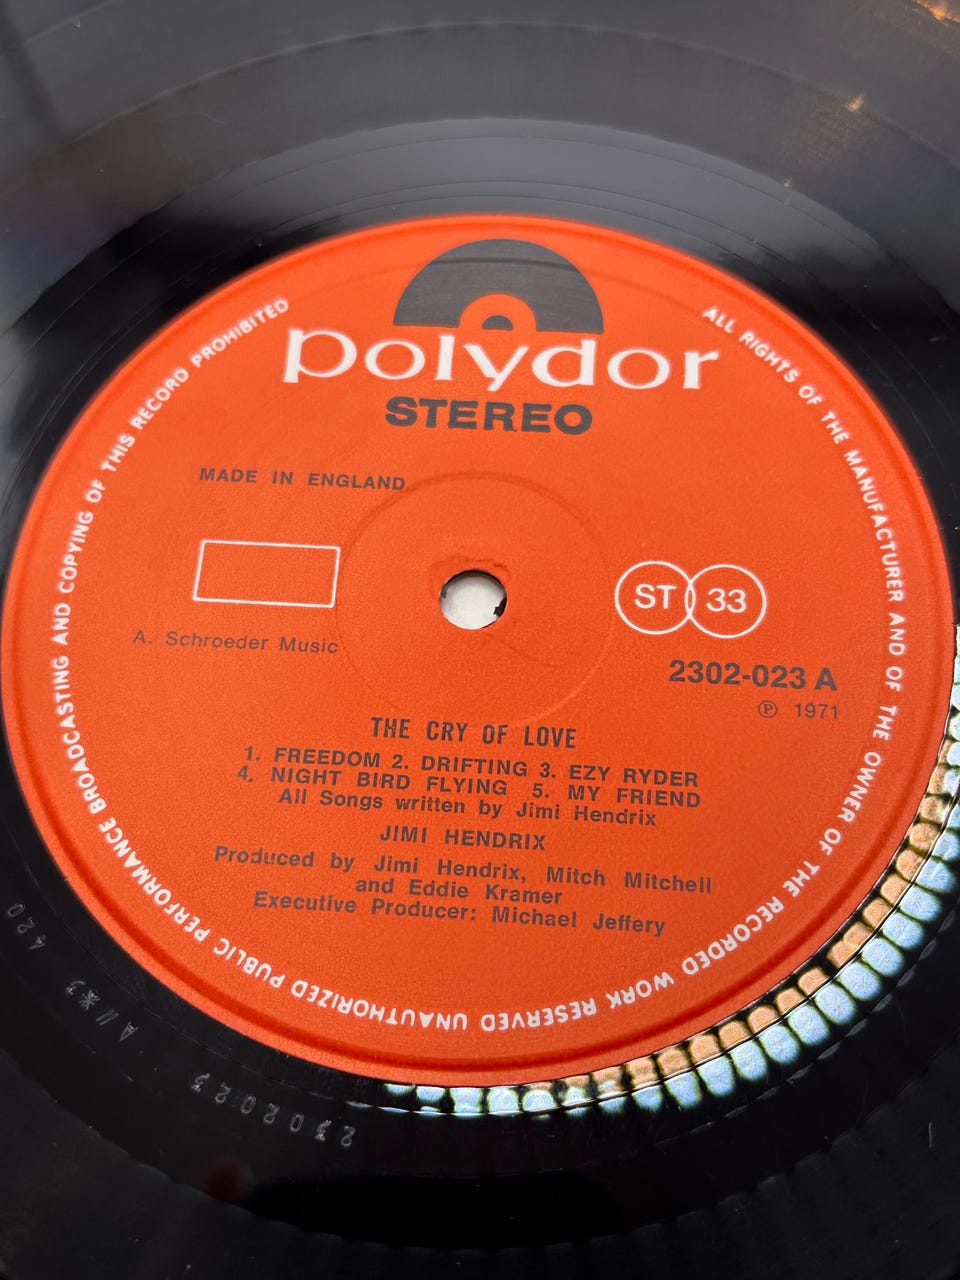 polydor
STEREO
MADE IN ENGLAND
ST 33
A. Schroeder Music
2302-023 A
℗ 1971
THE CRY OF LOVE
1. FREEDOM 2. DRIFTING 3. EZY RYDER
4. NIGHT BIRD FLYING 5. MY FRIEND
All Songs written by Jimi Hendrix
JIMI HENDRIX
Produced by Jimi Hendrix, Mitch Mitchell
and Eddie Kramer
Executive Producer: Michael Jeffery
ALL RIGHTS OF THE MANUFACTURER AND OF THE OWNER OF THE RECORDED WORK RESERVED UNAUTHORIZED PUBLIC PERFORMANCE BROADCASTING AND COPYING OF THIS RECORD PROHIBITED
2302023 A//
420